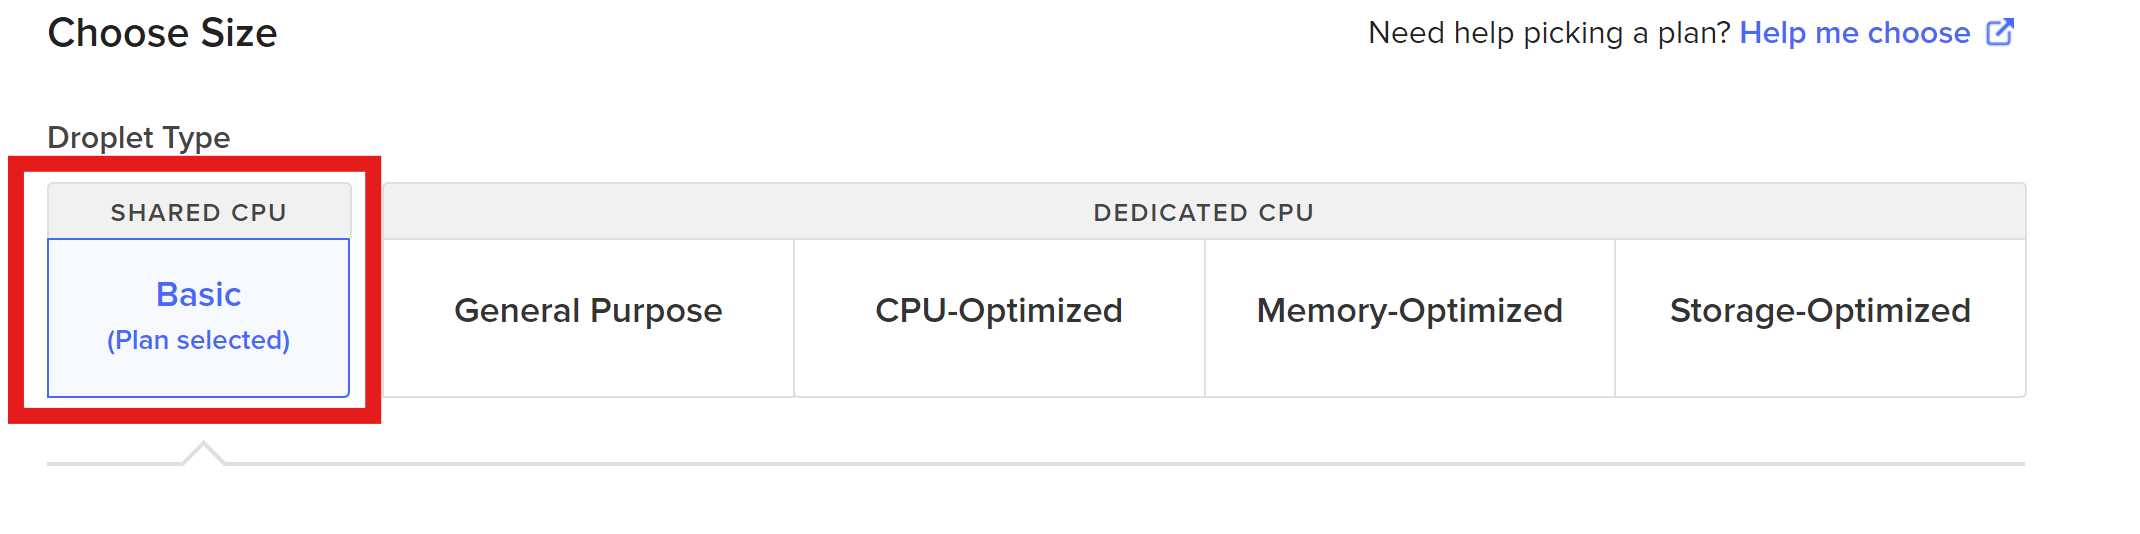 Choose Size
Need help picking a plan? Help me choose
Droplet Type
SHARED CPU
DEDICATED CPU
Basic
(Plan selected)
General Purpose
CPU-Optimized
Memory-Optimized
Storage-Optimized